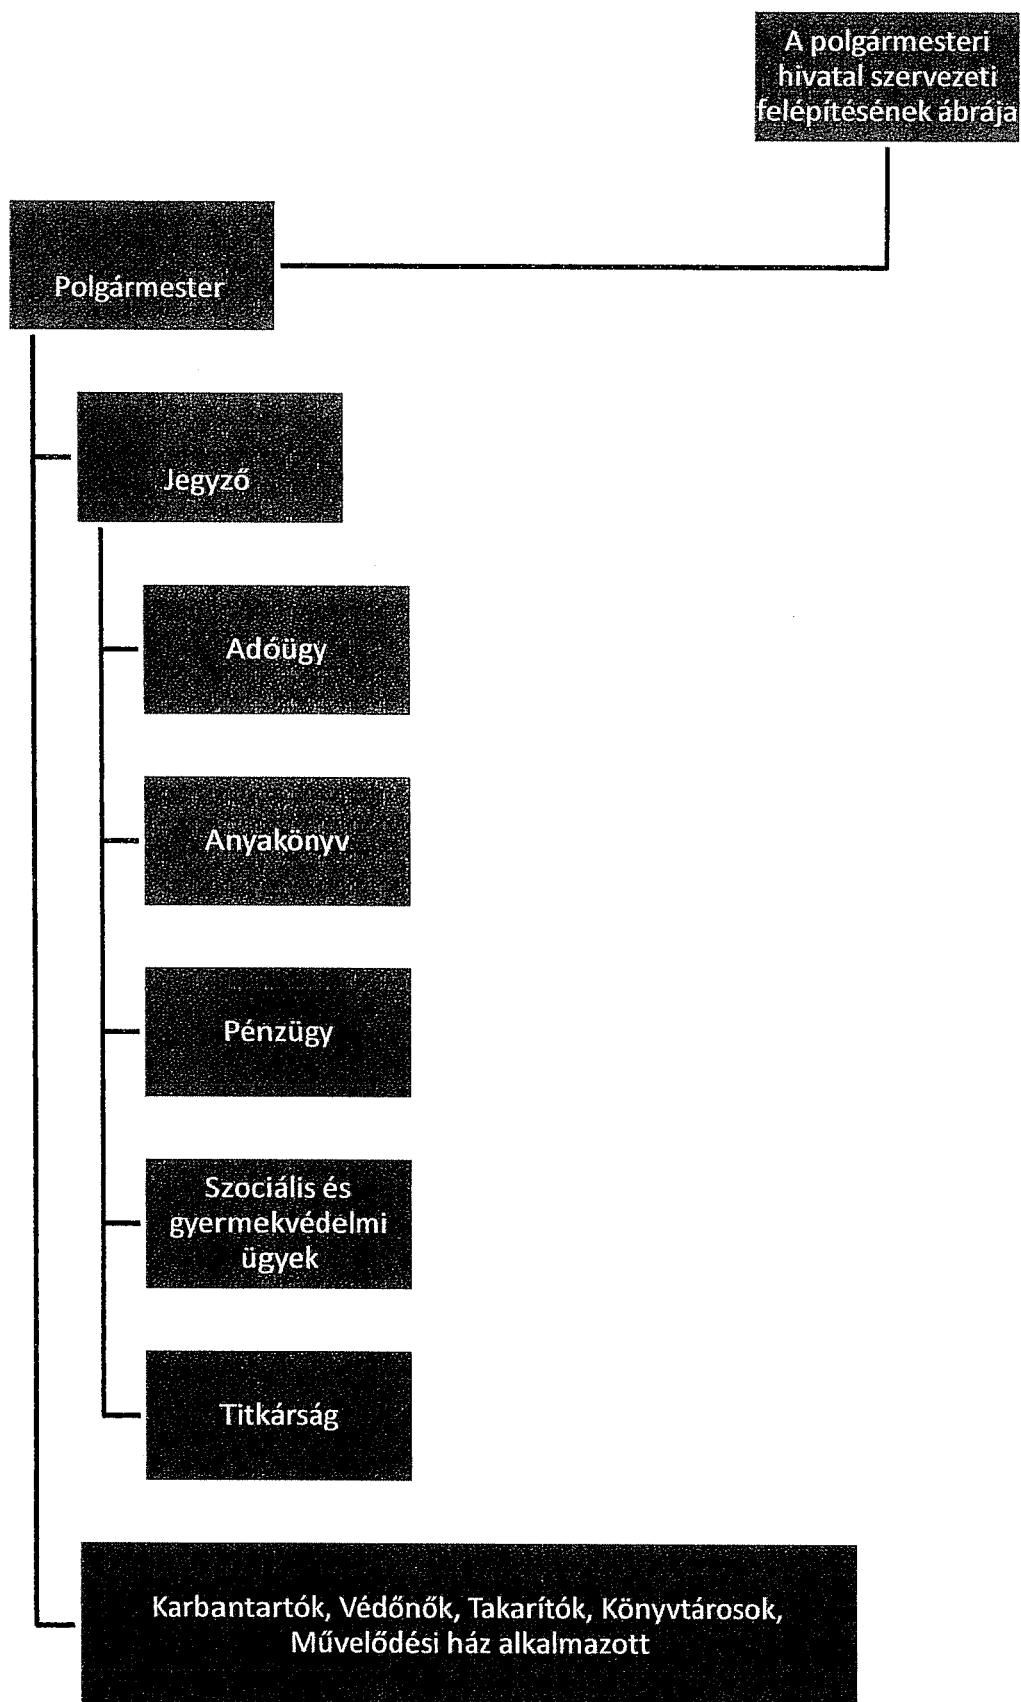 A polgármesteri
hivatal szervezeti
felépítésének ábrája
Polgármester
Jegyző
Adóügy
Anyakönyv
Pénzügy
Szociális és
gyermekvédelmi
ügyek
Titkárság
Karbantartók, Védőnők, Takarítók, Könyvtárosok,
Művelődési ház alkalmazott